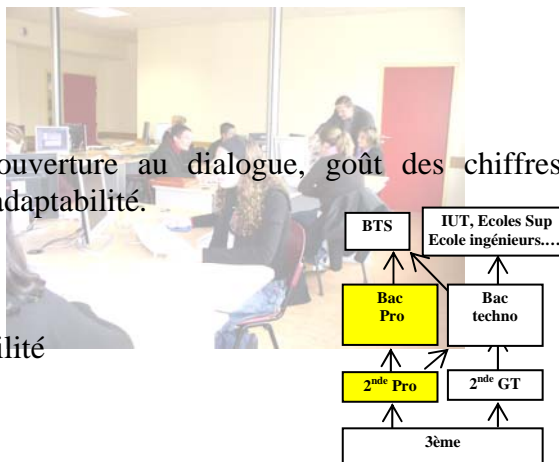 ouverture au dialogue, goût des chiffres
adaptabilité.
BTS
IUT, Ecoles Sup
Ecole ingénieurs….
Bac
Pro
Bac
techno
ilité
2nde Pro
2nde GT
3ème